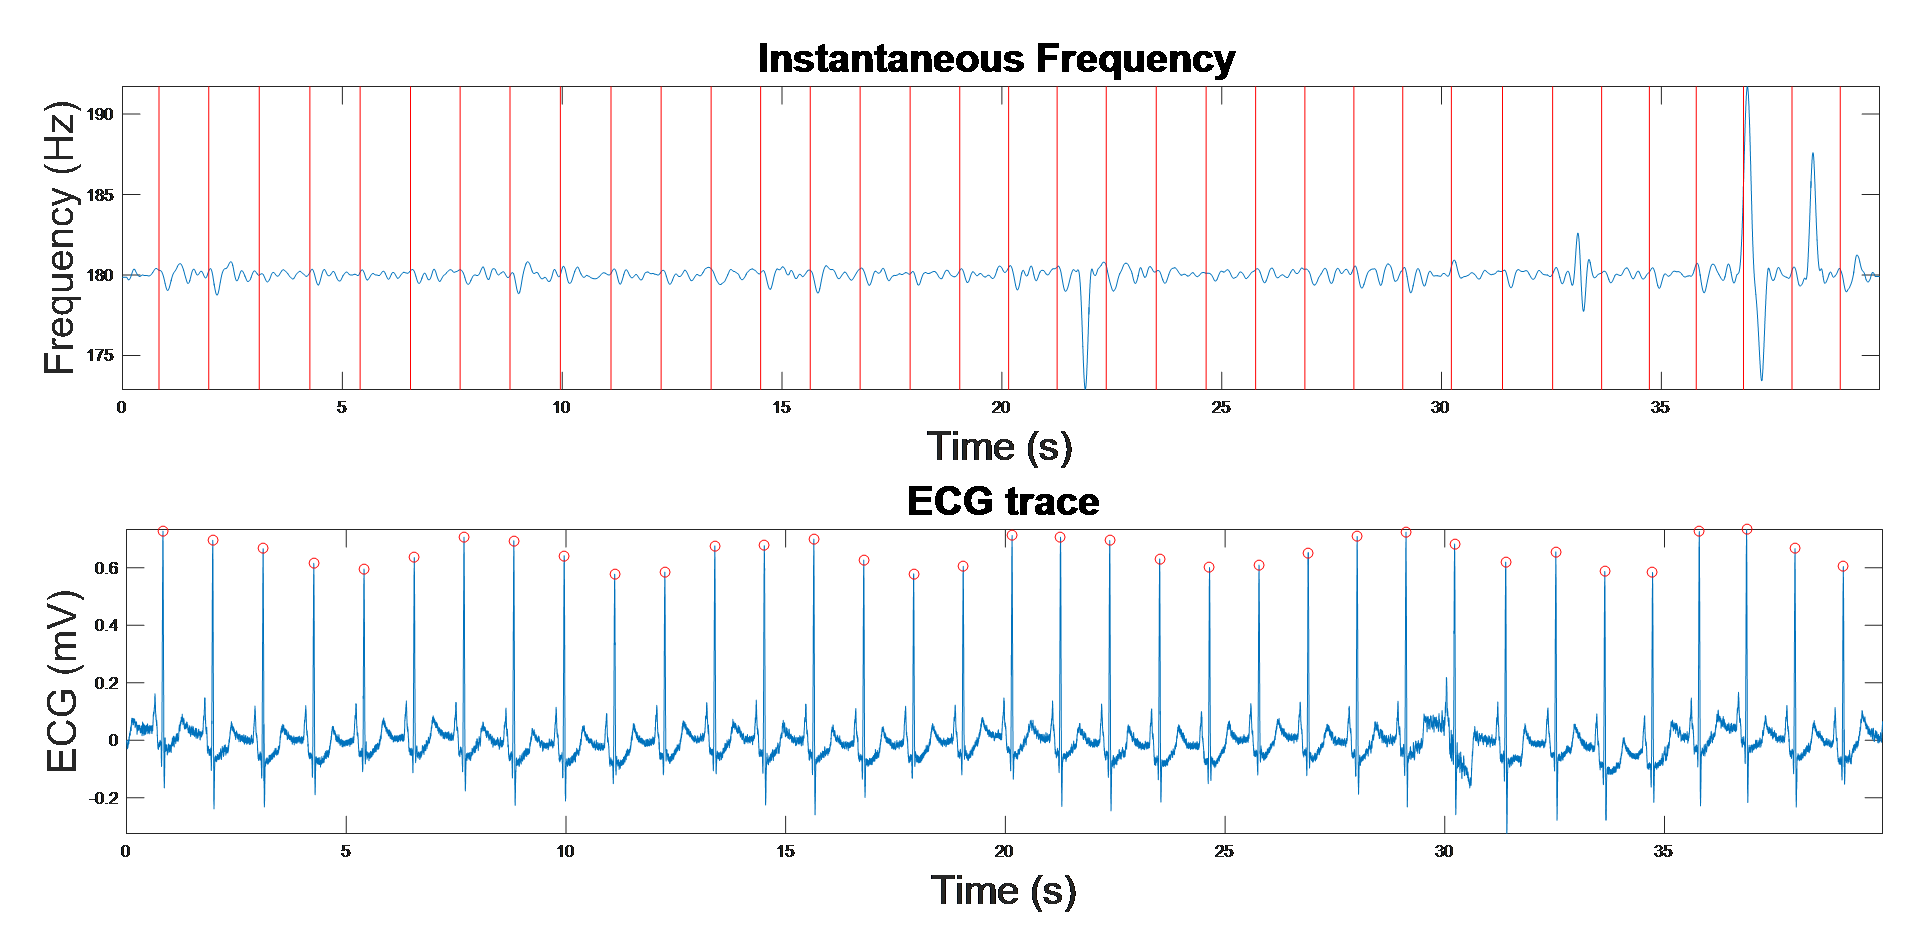 Instantaneous Frequency
Frequency (Hz)
190
185
180
175
0 5 10 15 20 25 30 35
Time (s)
ECG trace
ECG (mV)
0.6
0.4
0.2
0
-0.2
0 5 10 15 20 25 30 35
Time (s)